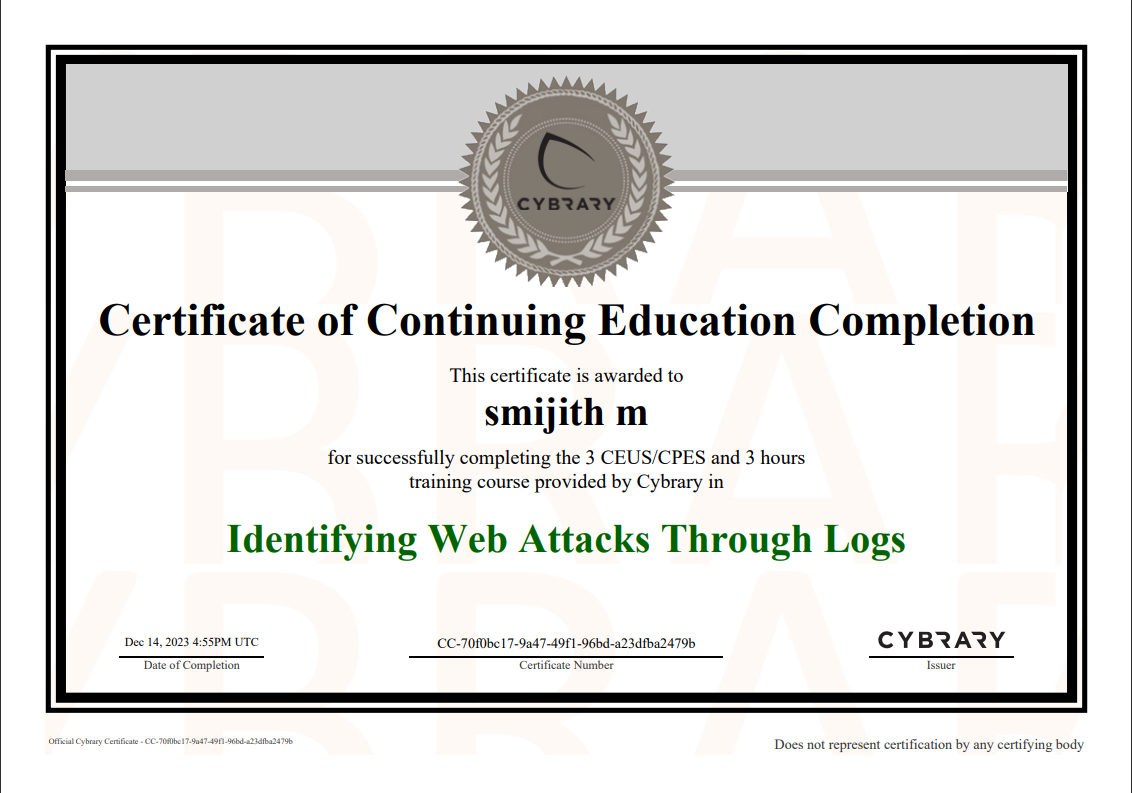 CYBRARY
Certificate of Continuing Education Completion
This certificate is awarded to
smijith m
for successfully completing the 3 CEUS/CPES and 3 hours
training course provided by Cybrary in
Identifying Web Attacks Through Logs
Dec 14, 2023 4:55PM UTC
Date of Completion
CC-70f0bc17-9a47-49f1-96bd-a23dfba2479b
Certificate Number
CYBRARY
Issuer
Official Cybrary Certificate - CC-70f0bc17-9a47-49f1-96bd-a23dfba2479b
Does not represent certification by any certifying body